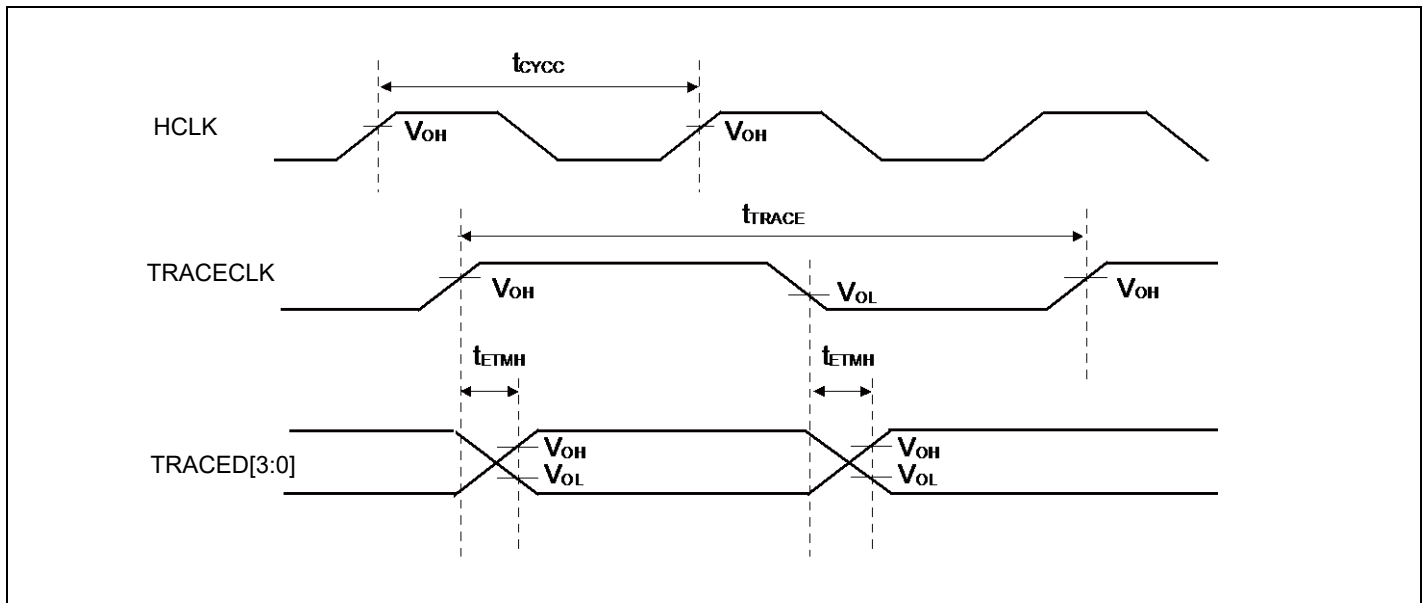 tCYCC
HCLK
VOH
VOH
tTRACE
TRACECLK
VOH
VOL
VOH
tETMH
tETMH
TRACED[3:0]
VOH
VOH
VOL
VOL